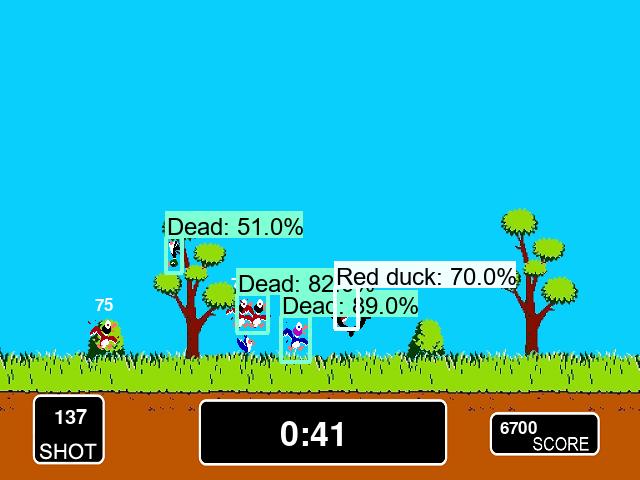 Dead: 51.0%
Red duck: 70.0%
Dead: 82.
Dead: 89.0%
75
137
SHOT
0:41
6700
SCORE